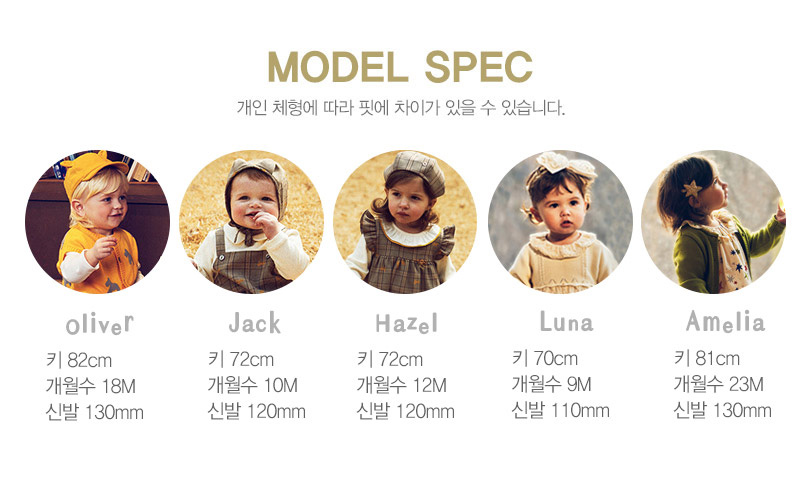 MODEL SPEC
개인 체형에 따라 핏에 차이가 있을 수 있습니다.
oliver
Jack
Hazel
Luna
Amelia
키 82cm
개월수 18M
신발 130mm
키 72cm
개월수 10M
신발 120mm
키 72cm
개월수 12M
신발 120mm
키 70cm
개월수 9M
신발 110mm
키 81cm
개월수 23M
신발 130mm